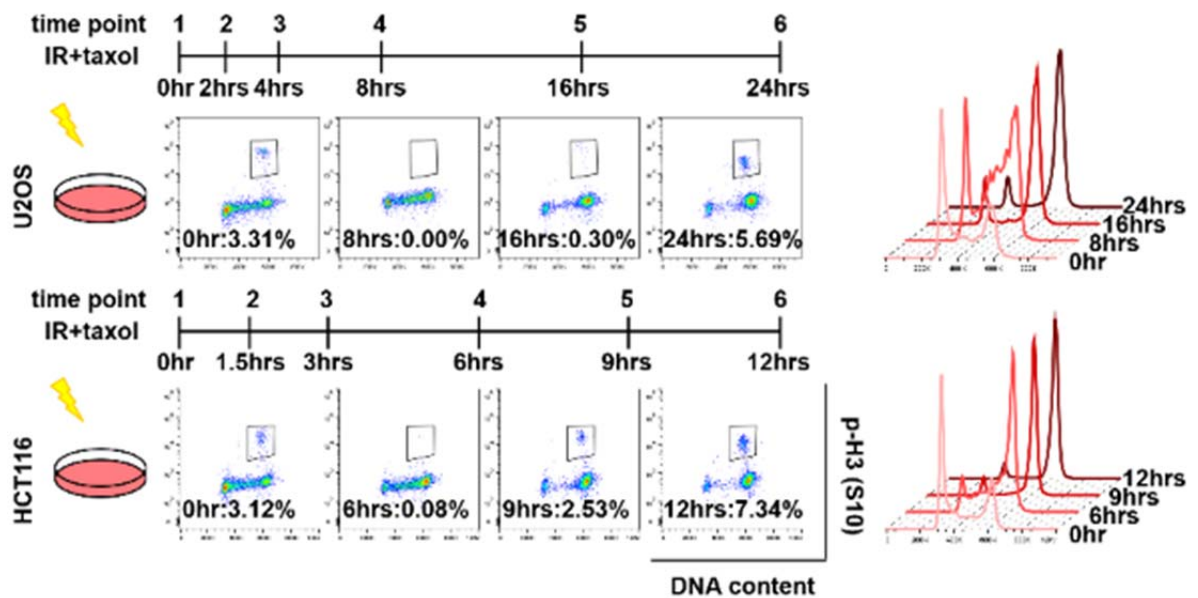 time point 1 2 3 4 5 6
IR+taxol
0hr 2hrs 4hrs 8hrs 16hrs 24hrs
U2OS
0hr:3.31% 8hrs:0.00% 16hrs:0.30% 24hrs:5.69%
24hrs
16hrs
8hrs
0hr
time point 1 2 3 4 5 6
IR+taxol
0hr 1.5hrs 3hrs 6hrs 9hrs 12hrs
HCT116
0hr:3.12% 6hrs:0.08% 9hrs:2.53% 12hrs:7.34%
p-H3 (S10)
12hrs
9hrs
6hrs
0hr
DNA content